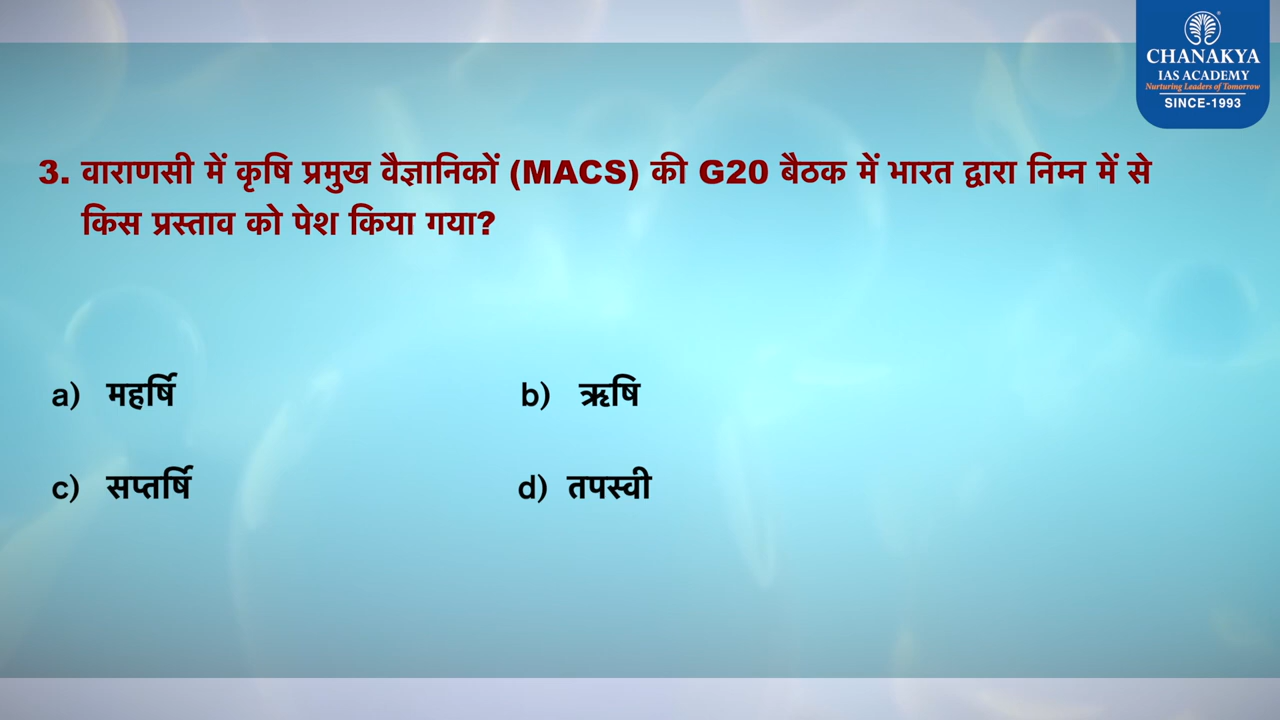 CHANAKYA
IAS ACADEMY
Nurturing Leaders of Tomorrow
SINCE-1993
3. वाराणसी में कृषि प्रमुख वैज्ञानिकों (MACS) की G20 बैठक में भारत द्वारा निम्न में से
किस प्रस्ताव को पेश किया गया?
a) महर्षि b) ऋषि
c) सप्तर्षि d) तपस्वी